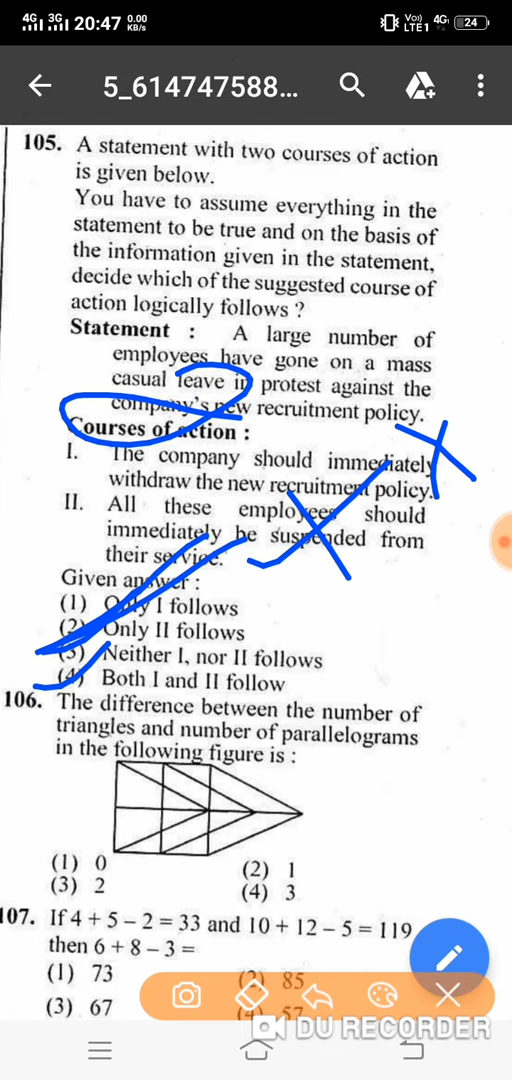 4G 3G 20:47 0.00 KB/s Vo)) LTE1 4G 24
5_614747588...
105. A statement with two courses of action
is given below.
You have to assume everything in the
statement to be true and on the basis of
the information given in the statement,
decide which of the suggested course of
action logically follows ?
Statement : A large number of
employees have gone on a mass
casual leave in protest against the
company's new recruitment policy.
Courses of action :
I. The company should immediately
withdraw the new recruitment policy.
II. All these employees should
immediately be suspended from
their service.
Given answer :
(1) Only I follows
(2) Only II follows
(3) Neither I, nor II follows
(4) Both I and II follow
106. The difference between the number of
triangles and number of parallelograms
in the following figure is :
(1) 0 (2) 1
(3) 2 (4) 3
107. If 4 + 5 – 2 = 33 and 10 + 12 – 5 = 119
then 6 + 8 – 3 =
(1) 73 (2) 85
(3) 67 (4) 57
DU RECORDER